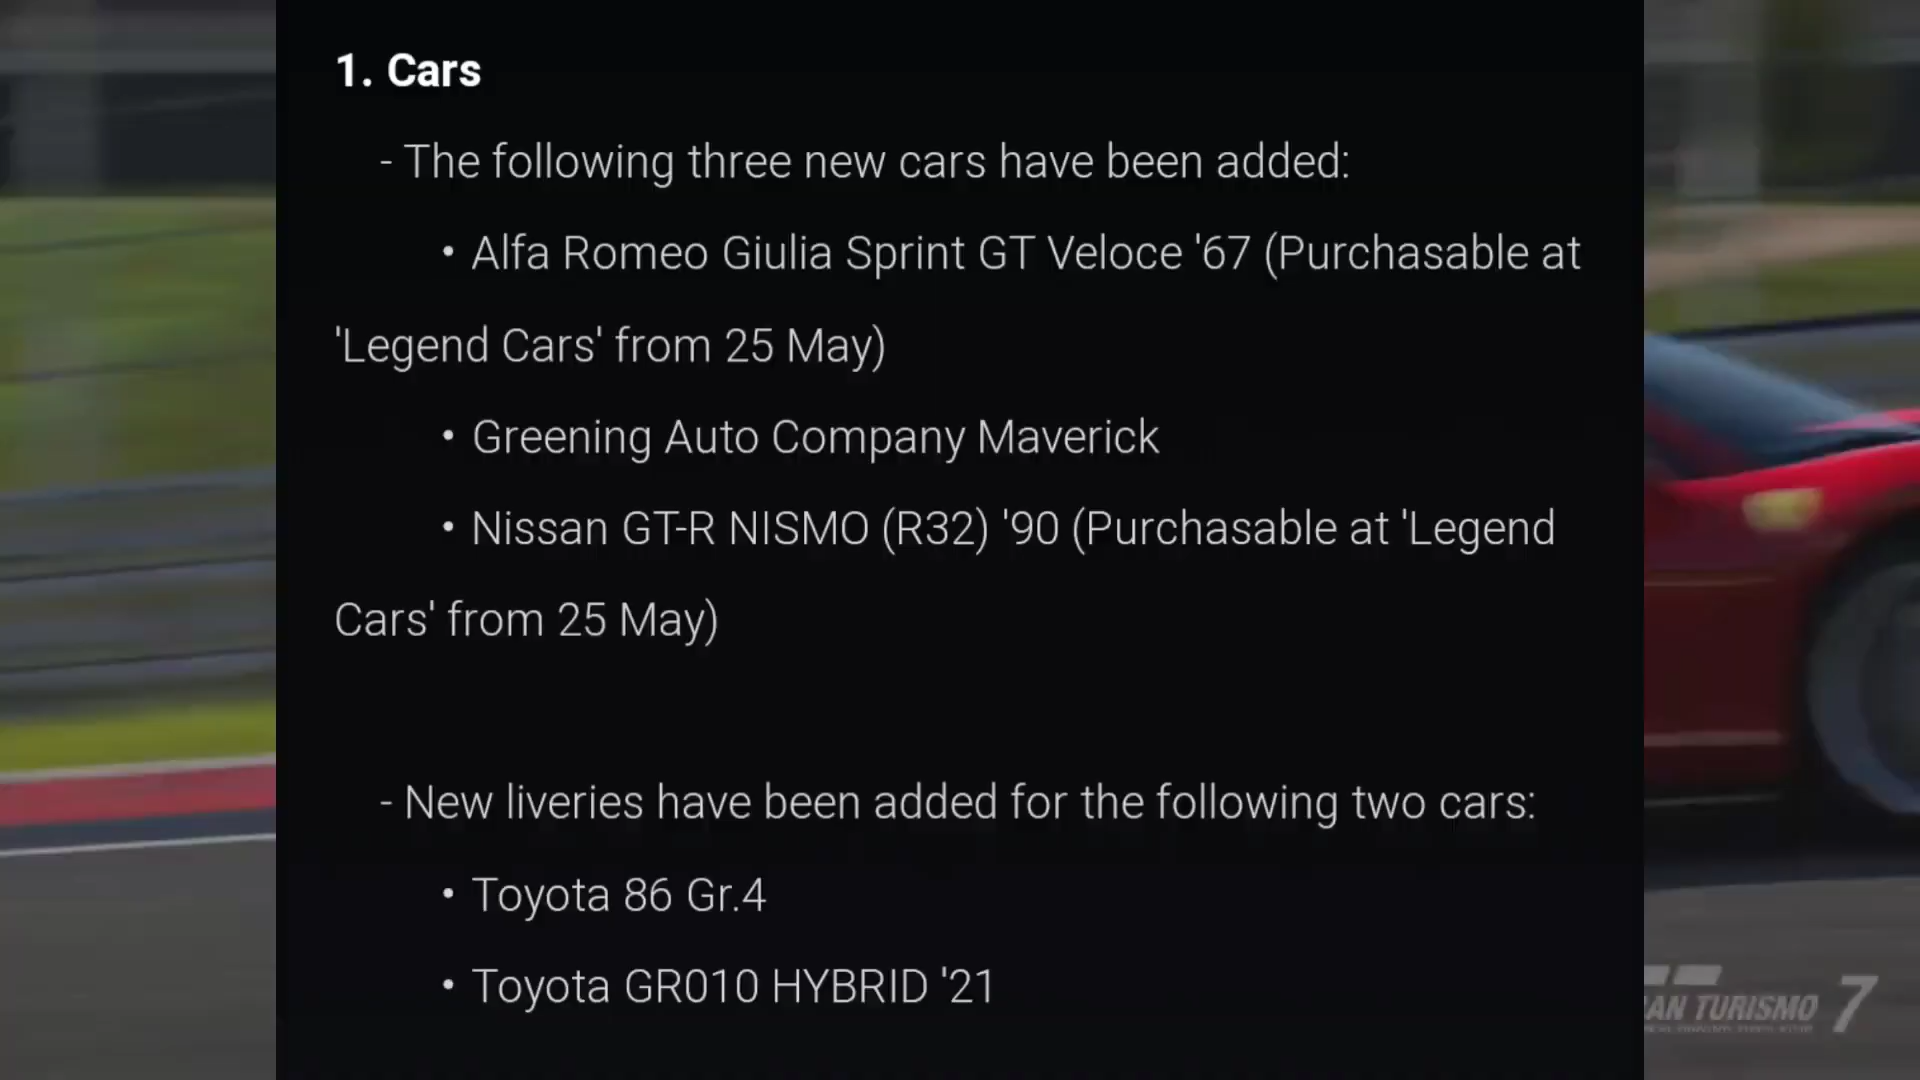 1. Cars
- The following three new cars have been added:
• Alfa Romeo Giulia Sprint GT Veloce '67 (Purchasable at
'Legend Cars' from 25 May)
• Greening Auto Company Maverick
• Nissan GT-R NISMO (R32) '90 (Purchasable at 'Legend
Cars' from 25 May)
- New liveries have been added for the following two cars:
• Toyota 86 Gr.4
• Toyota GR010 HYBRID '21
AN TURISMO 7